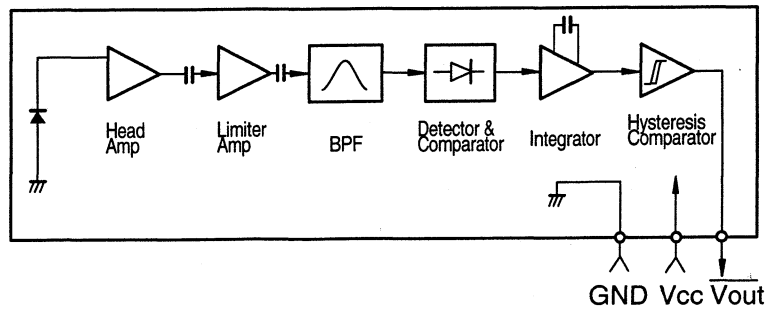 Head
Amp
Limiter
Amp
BPF
Detector &
Comparator
Integrator
Hysteresis
Comparator
GND Vcc Vout